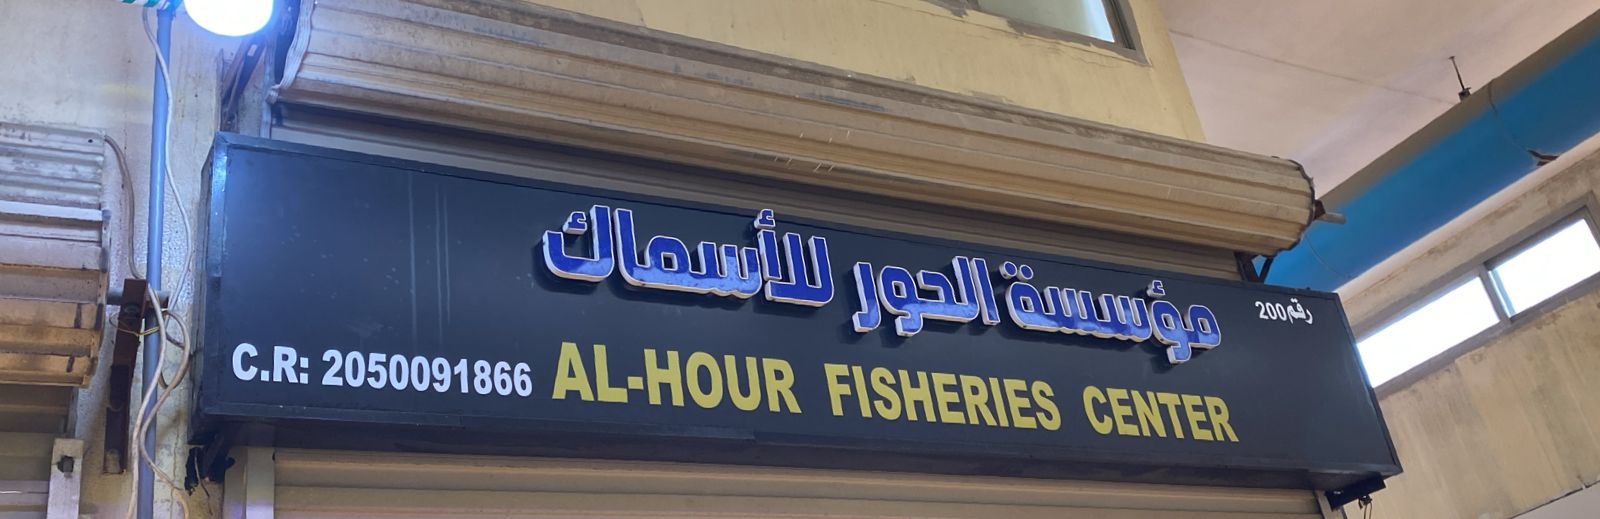 مؤسسة الحور للأسماك
رقم 200
C.R: 2050091866
AL-HOUR FISHERIES CENTER